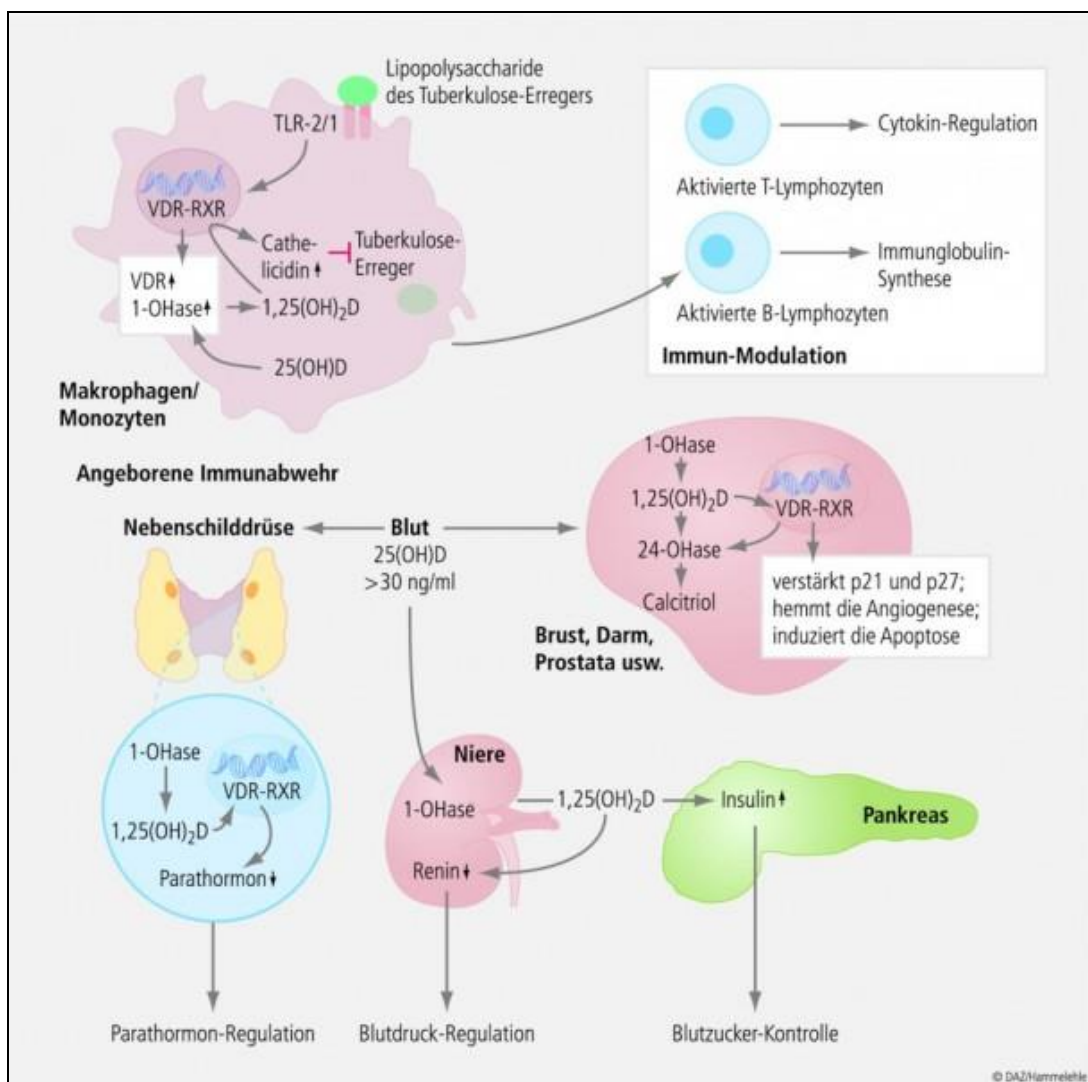 Lipopolysaccharide
des Tuberkulose-Erregers
TLR-2/1
VDR-RXR
Cathe-
licidin
Tuberkulose-
Erreger
VDR
1-OHase
1,25(OH)₂D
25(OH)D
Makrophagen/
Monozyten
Angeborene Immunabwehr
Aktivierte T-Lymphozyten
Cytokin-Regulation
Aktivierte B-Lymphozyten
Immunglobulin-
Synthese
Immun-Modulation
Nebenschilddrüse
Blut
25(OH)D
>30 ng/ml
1-OHase
1,25(OH)₂D
24-OHase
Calcitriol
VDR-RXR
verstärkt p21 und p27;
hemmt die Angiogenese;
induziert die Apoptose
Brust, Darm,
Prostata usw.
1-OHase
VDR-RXR
1,25(OH)₂D
Parathormon
Niere
1-OHase
1,25(OH)₂D
Renin
Insulin
Pankreas
Parathormon-Regulation
Blutdruck-Regulation
Blutzucker-Kontrolle
© DAZ/Hammelehle